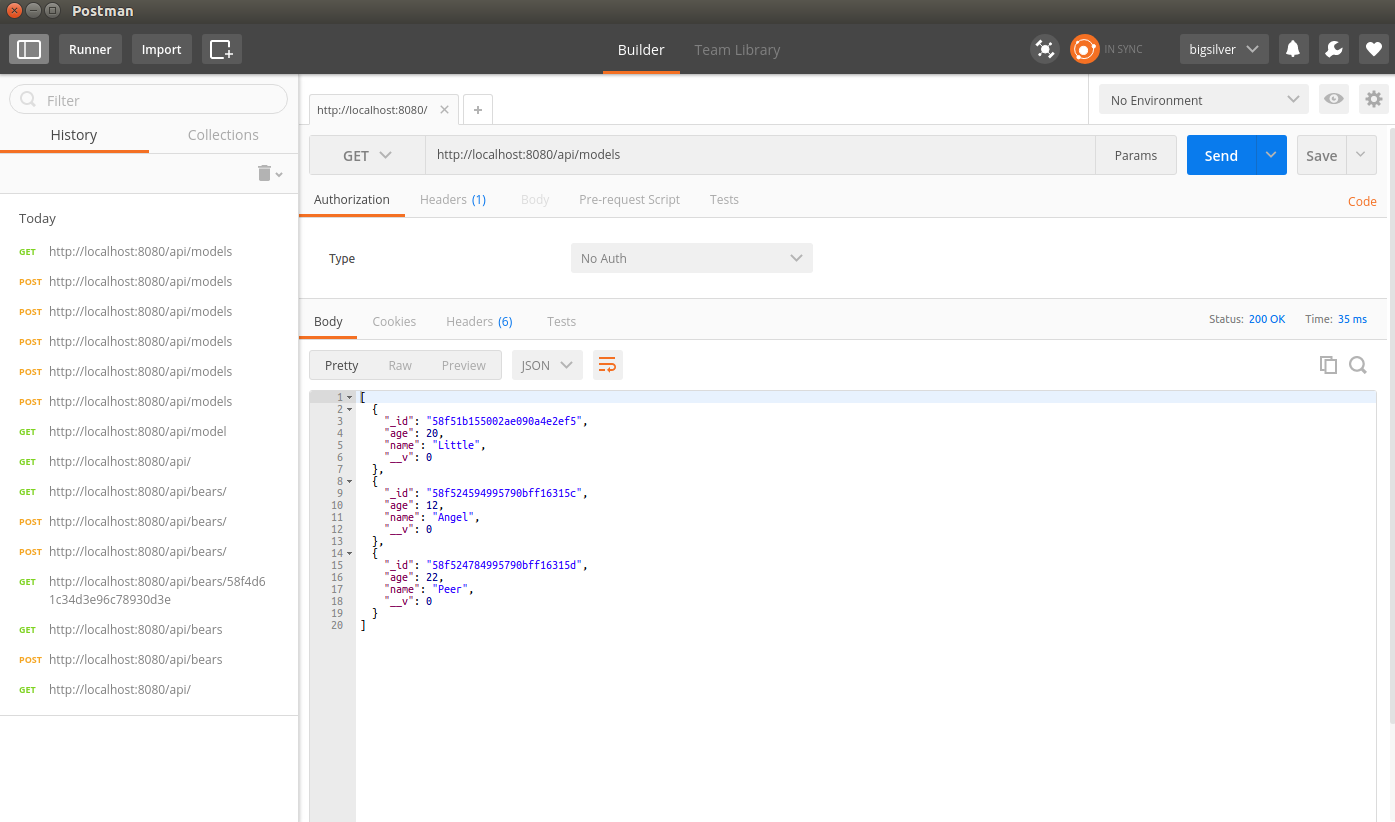 Postman
Runner
Import
Builder
Team Library
IN SYNC
bigsilver
Filter
History
Collections
Today
GET http://localhost:8080/api/models
POST http://localhost:8080/api/models
POST http://localhost:8080/api/models
POST http://localhost:8080/api/models
POST http://localhost:8080/api/models
POST http://localhost:8080/api/models
GET http://localhost:8080/api/model
GET http://localhost:8080/api/
GET http://localhost:8080/api/bears/
POST http://localhost:8080/api/bears/
POST http://localhost:8080/api/bears/
GET http://localhost:8080/api/bears/58f4d6
1c34d3e96c78930d3e
GET http://localhost:8080/api/bears
POST http://localhost:8080/api/bears
GET http://localhost:8080/api/
http://localhost:8080/
No Environment
GET http://localhost:8080/api/models Params Send Save
Authorization Headers (1) Body Pre-request Script Tests Code
Type No Auth
Body Cookies Headers (6) Tests Status: 200 OK Time: 35 ms
Pretty Raw Preview JSON
1 [
2 {
3 "_id": "58f51b155002ae090a4e2ef5",
4 "age": 20,
5 "name": "Little",
6 "__v": 0
7 },
8 {
9 "_id": "58f524594995790bff16315c",
10 "age": 12,
11 "name": "Angel",
12 "__v": 0
13 },
14 {
15 "_id": "58f524784995790bff16315d",
16 "age": 22,
17 "name": "Peer",
18 "__v": 0
19 }
20 ]